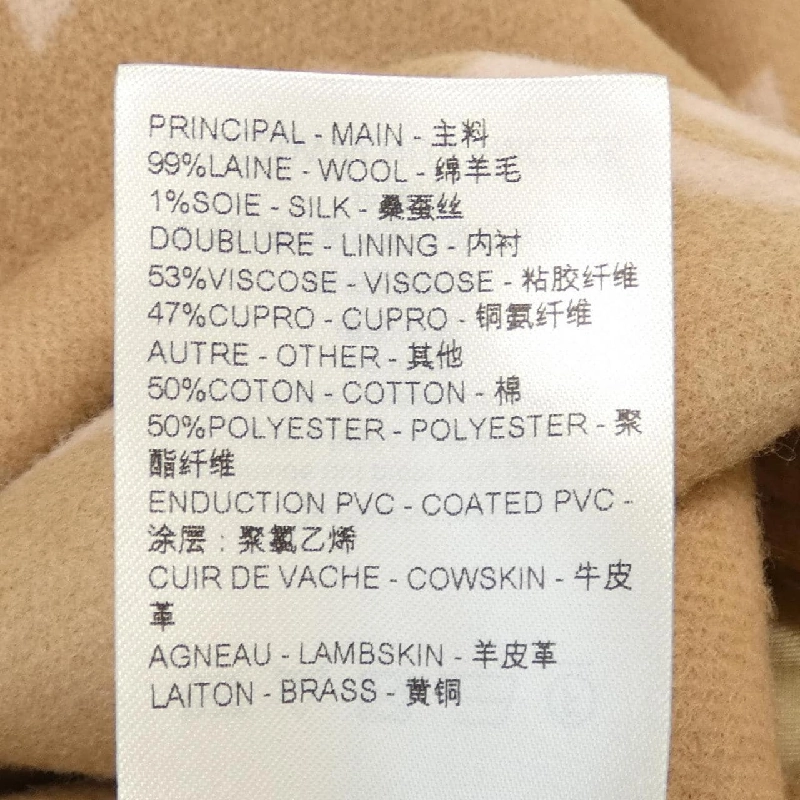 PRINCIPAL - MAIN - 主料
99%LAINE - WOOL - 绵羊毛
1%SOIE - SILK - 桑蚕丝
DOUBLURE - LINING - 内衬
53%VISCOSE - VISCOSE - 粘胶纤维
47%CUPRO - CUPRO - 铜氨纤维
AUTRE - OTHER - 其他
50%COTON - COTTON - 棉
50%POLYESTER - POLYESTER - 聚
酯纤维
ENDUCTION PVC - COATED PVC -
涂层 : 聚氯乙烯
CUIR DE VACHE - COWSKIN - 牛皮
革
AGNEAU - LAMBSKIN - 羊皮革
LAITON - BRASS - 黄铜